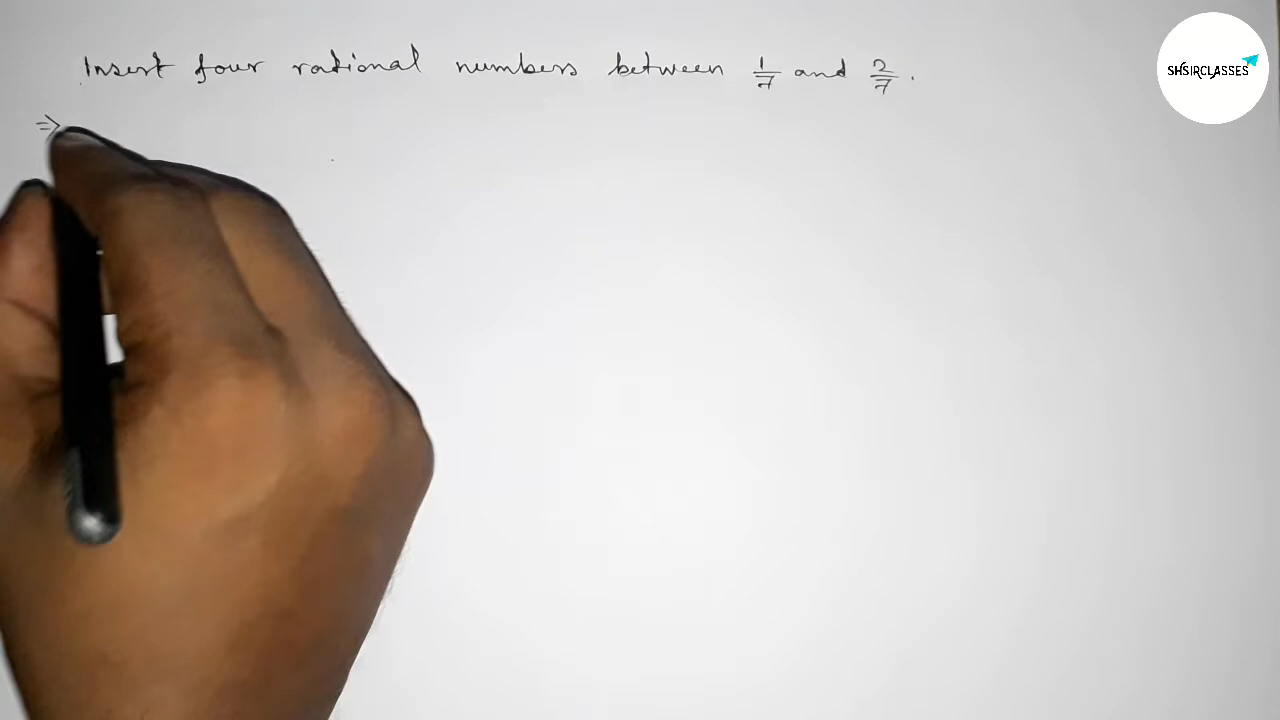 Insert four rational numbers between 1/7 and 2/7.
⇒
SHSIRCLASSES